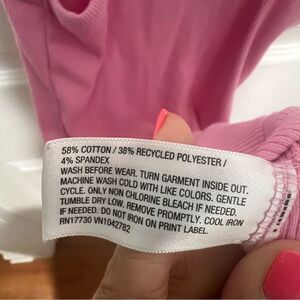 58% COTTON / 38% RECYCLED POLYESTER /
4% SPANDEX
WASH BEFORE WEAR. TURN GARMENT INSIDE OUT.
MACHINE WASH COLD WITH LIKE COLORS. GENTLE
CYCLE. ONLY NON CHLORINE BLEACH IF NEEDED.
TUMBLE DRY LOW. REMOVE PROMPTLY. COOL IRON
IF NEEDED. DO NOT IRON ON PRINT LABEL.
RN17730 VN1042782